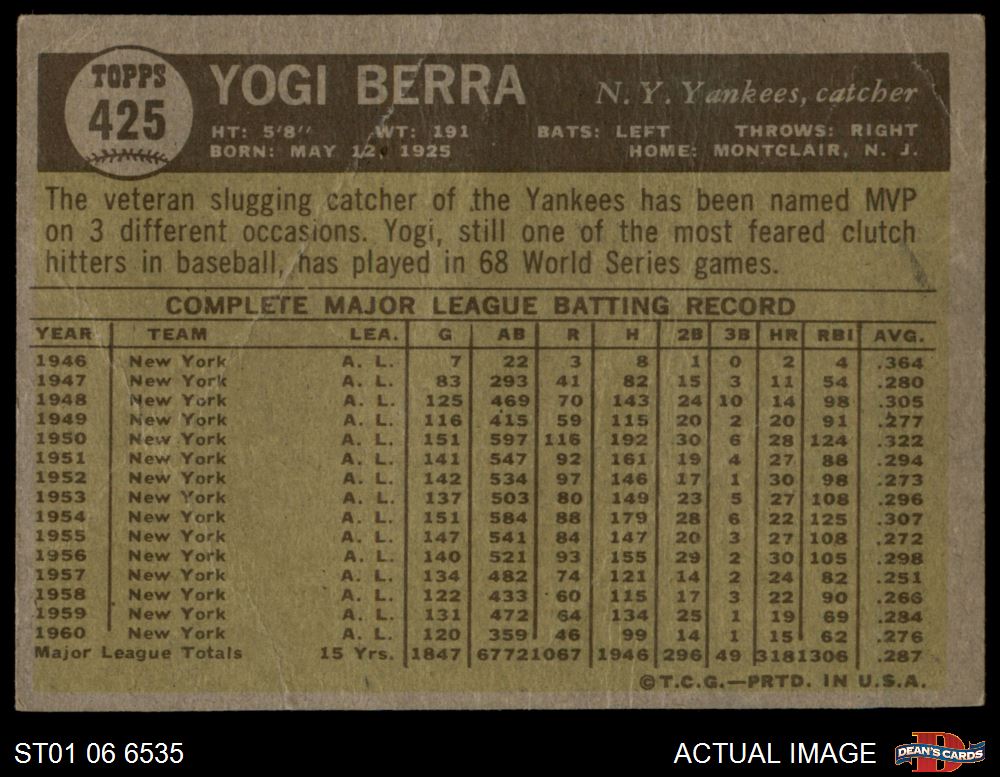 TOPPS
425
YOGI BERRA
N. Y. Yankees, catcher
HT: 5'8" WT: 191 BATS: LEFT THROWS: RIGHT
BORN: MAY 12, 1925 HOME: MONTCLAIR, N. J.
The veteran slugging catcher of the Yankees has been named MVP
on 3 different occasions. Yogi, still one of the most feared clutch
hitters in baseball, has played in 68 World Series games.
COMPLETE MAJOR LEAGUE BATTING RECORD
YEAR TEAM LEA. G AB R H 2B 3B HR RBI AVG.
1946 New York A. L. 7 22 3 8 1 0 2 4 .364
1947 New York A. L. 83 293 41 82 15 3 11 54 .280
1948 New York A. L. 125 469 70 143 24 10 14 98 .305
1949 New York A. L. 116 415 59 115 20 2 20 91 .277
1950 New York A. L. 151 597 116 192 30 6 28 124 .322
1951 New York A. L. 141 547 92 161 19 4 27 88 .294
1952 New York A. L. 142 534 97 146 17 1 30 98 .273
1953 New York A. L. 137 503 80 149 23 5 27 108 .296
1954 New York A. L. 151 584 88 179 28 6 22 125 .307
1955 New York A. L. 147 541 84 147 20 3 27 108 .272
1956 New York A. L. 140 521 93 155 29 2 30 105 .298
1957 New York A. L. 134 482 74 121 14 2 24 82 .251
1958 New York A. L. 122 433 60 115 17 3 22 90 .266
1959 New York A. L. 131 472 64 134 25 1 19 69 .284
1960 New York A. L. 120 359 46 99 14 1 15 62 .276
Major League Totals 15 Yrs. 1847 6772 1067 1946 296 49 318 1306 .287
©T.C.G.—PRTD. IN U.S.A.
ST01 06 6535
ACTUAL IMAGE
D
DEAN'S CARDS